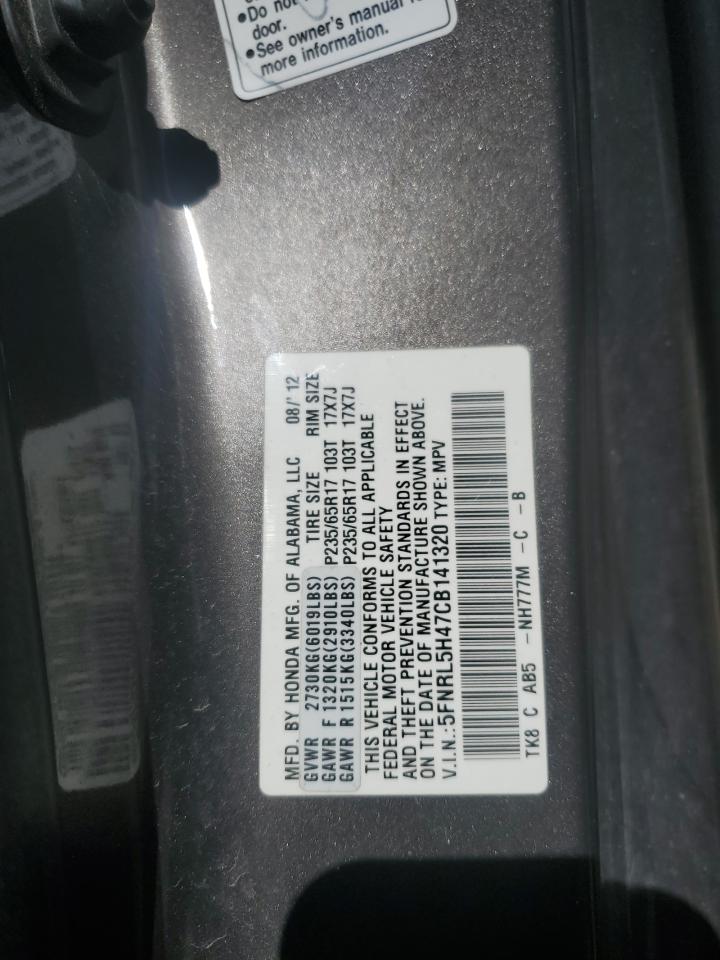 •Do not
door.
•See owner's manual
more information.
MFD. BY HONDA MFG. OF ALABAMA, LLC 08/'12
GVWR 2730KG(6019LBS) TIRE SIZE RIM SIZE
GAWR F 1320KG(2910LBS) P235/65R17 103T 17X7J
GAWR R 1515KG(3340LBS) P235/65R17 103T 17X7J
THIS VEHICLE CONFORMS TO ALL APPLICABLE
FEDERAL MOTOR VEHICLE SAFETY
AND THEFT PREVENTION STANDARDS IN EFFECT
ON THE DATE OF MANUFACTURE SHOWN ABOVE.
V.I.N.:5FNRL5H47CB141320 TYPE: MPV
TK8 C AB5 -NH777M -C -B